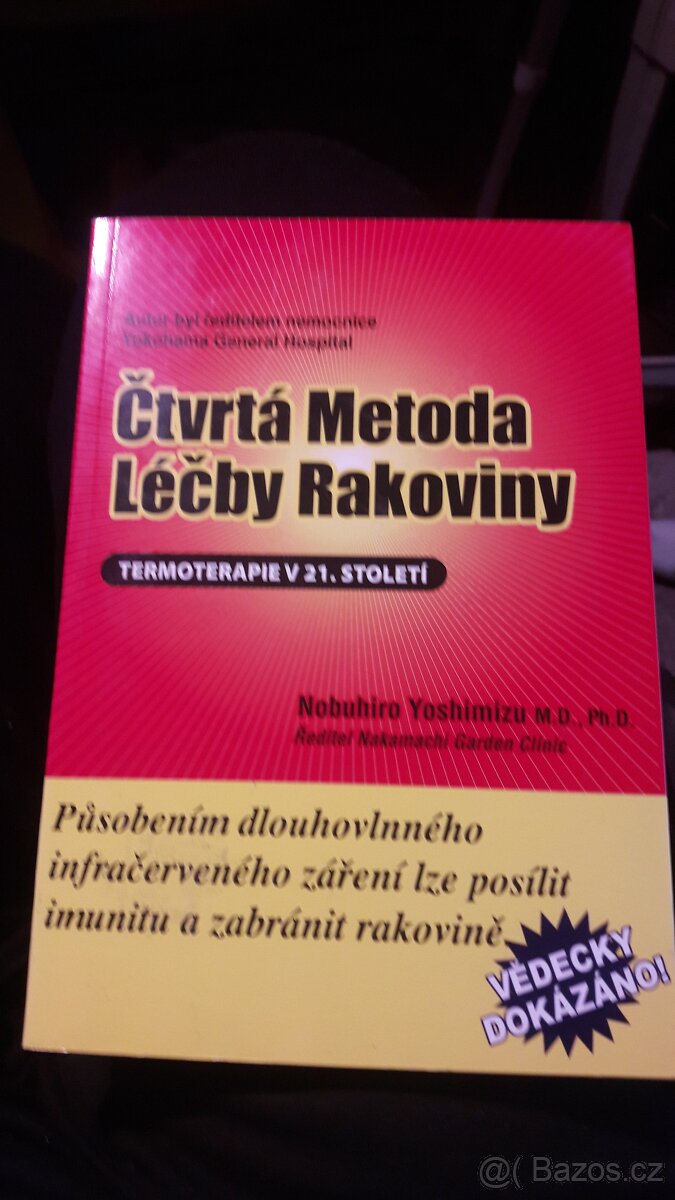 Autor byl ředitelem nemocnice
Yokohama General Hospital
Čtvrtá Metoda
Léčby Rakoviny
TERMOTERAPIE V 21. STOLETÍ
Nobuhiro Yoshimizu M.D., Ph.D.
Ředitel Nakamachi Garden Clinic
Působením dlouhovlnného
infračerveného záření lze posílit
imunitu a zabránit rakovině
VĚDECKY
DOKÁZÁNO!
@( Bazos.cz